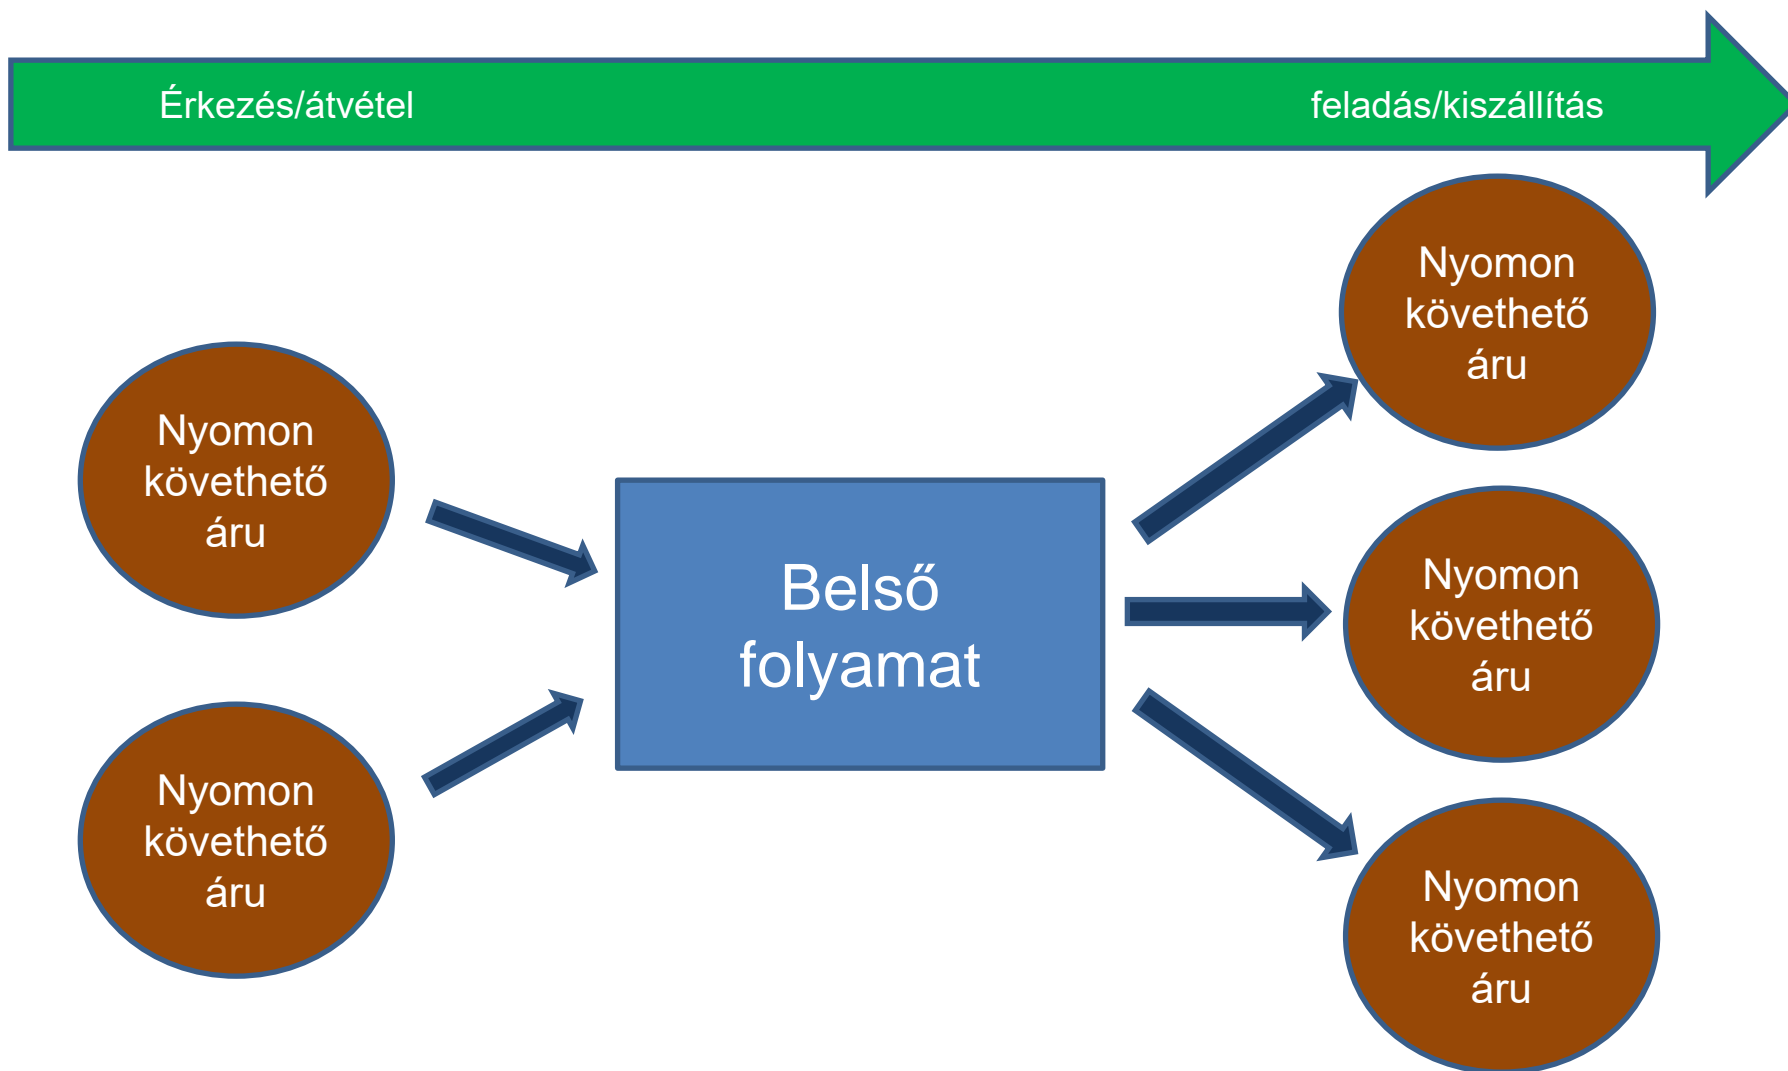 Érkezés/átvétel
feladás/kiszállítás
Nyomon
követhető
áru
Nyomon
követhető
áru
Belső
folyamat
Nyomon
követhető
áru
Nyomon
követhető
áru
Nyomon
követhető
áru